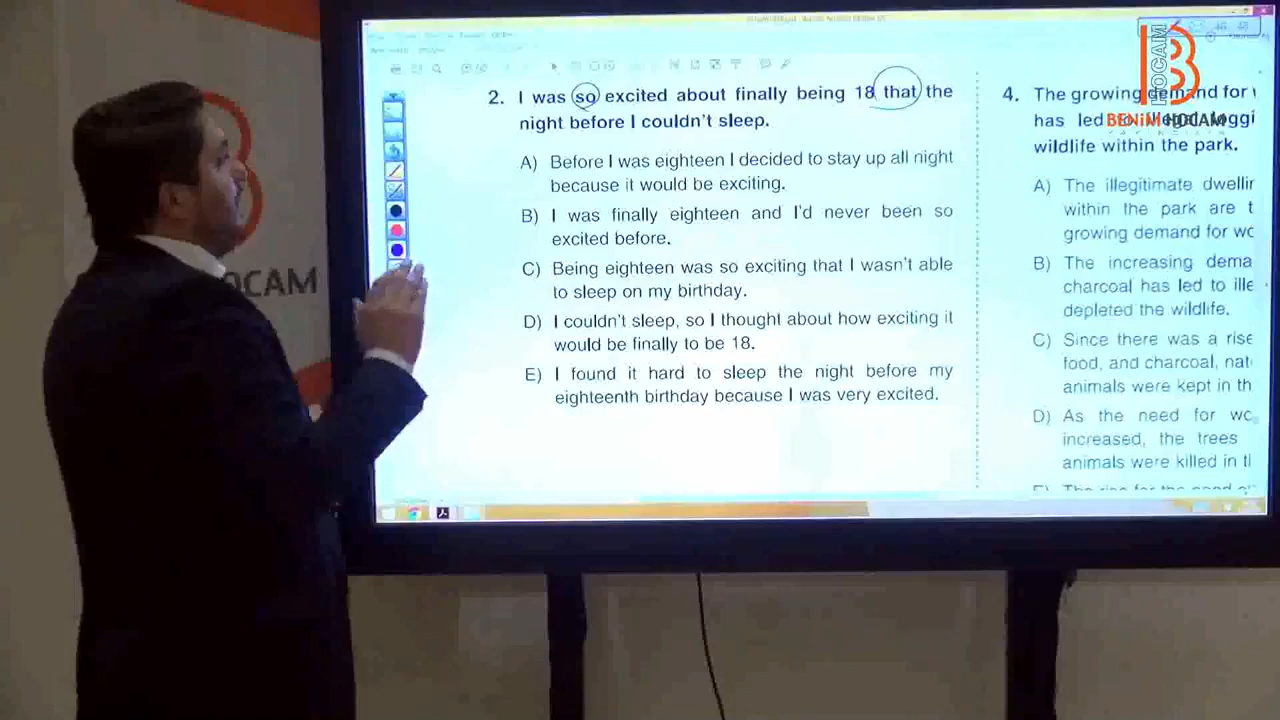 2. I was so excited about finally being 18 that the
night before I couldn't sleep.
A) Before I was eighteen I decided to stay up all night
because it would be exciting.
B) I was finally eighteen and I'd never been so
excited before.
C) Being eighteen was so exciting that I wasn't able
to sleep on my birthday.
D) I couldn't sleep, so I thought about how exciting it
would be finally to be 18.
E) I found it hard to sleep the night before my
eighteenth birthday because I was very excited.
4. The growing demand for
has led
wildlife within the park.
A) The illegitimate
within the park are
growing demand for
B) The increasing
charcoal has led to
depleted the wildlife.
C) Since there was a
food, and charcoal,
animals were kept in
D) As the need for
increased, the trees
animals were killed in
B
HOCAM
BENİM HOCAM
HOCAM